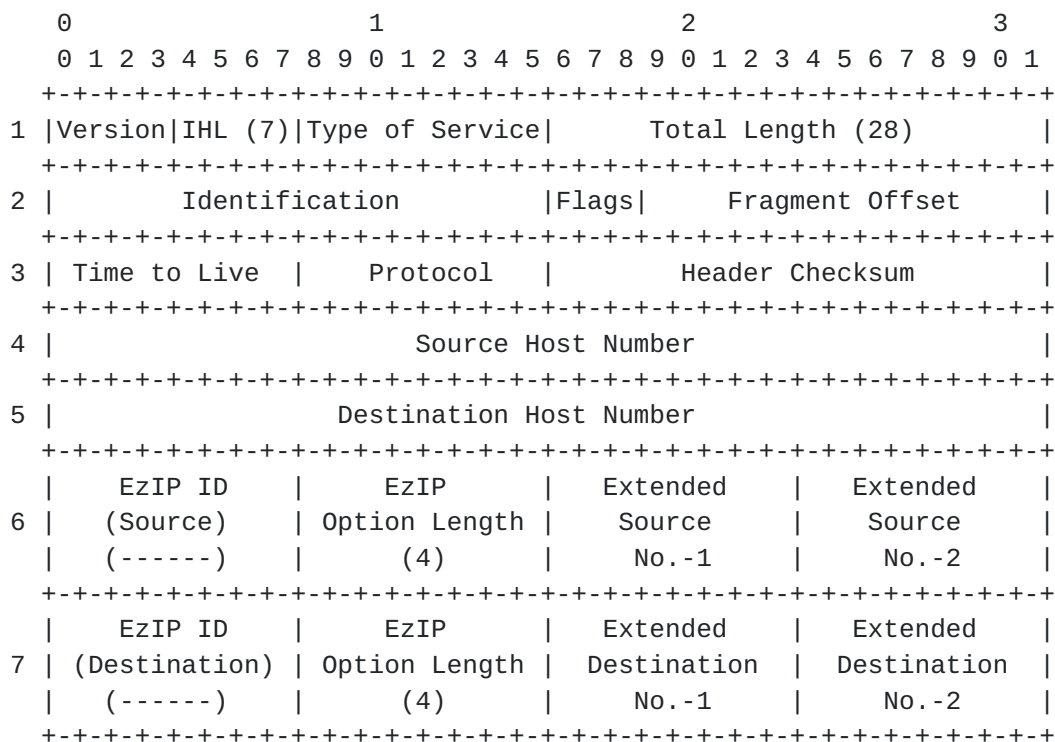 0                   1                   2                   3
    0 1 2 3 4 5 6 7 8 9 0 1 2 3 4 5 6 7 8 9 0 1 2 3 4 5 6 7 8 9 0 1
   +-+-+-+-+-+-+-+-+-+-+-+-+-+-+-+-+-+-+-+-+-+-+-+-+-+-+-+-+-+-+-+-+
 1 |Version|IHL (7)|Type of Service|      Total Length (28)        |
   +-+-+-+-+-+-+-+-+-+-+-+-+-+-+-+-+-+-+-+-+-+-+-+-+-+-+-+-+-+-+-+-+
 2 |        Identification         |Flags|     Fragment Offset     |
   +-+-+-+-+-+-+-+-+-+-+-+-+-+-+-+-+-+-+-+-+-+-+-+-+-+-+-+-+-+-+-+-+
 3 | Time to Live  |    Protocol   |        Header Checksum        |
   +-+-+-+-+-+-+-+-+-+-+-+-+-+-+-+-+-+-+-+-+-+-+-+-+-+-+-+-+-+-+-+-+
 4 |                       Source Host Number                      |
   +-+-+-+-+-+-+-+-+-+-+-+-+-+-+-+-+-+-+-+-+-+-+-+-+-+-+-+-+-+-+-+-+
 5 |                  Destination Host Number                      |
   +-+-+-+-+-+-+-+-+-+-+-+-+-+-+-+-+-+-+-+-+-+-+-+-+-+-+-+-+-+-+-+-+
   |    EzIP ID    |     EzIP      |   Extended    |   Extended    |
 6 |    (Source)   | Option Length |    Source     |    Source     |
   |    (------)   |      (4)      |     No.-1     |     No.-2     |
   +-+-+-+-+-+-+-+-+-+-+-+-+-+-+-+-+-+-+-+-+-+-+-+-+-+-+-+-+-+-+-+-+
   |    EzIP ID    |     EzIP      |   Extended    |   Extended    |
 7 | (Destination) | Option Length |  Destination  |  Destination  |
   |    (------)   |      (4)      |     No.-1     |     No.-2     |
   +-+-+-+-+-+-+-+-+-+-+-+-+-+-+-+-+-+-+-+-+-+-+-+-+-+-+-+-+-+-+-+-+